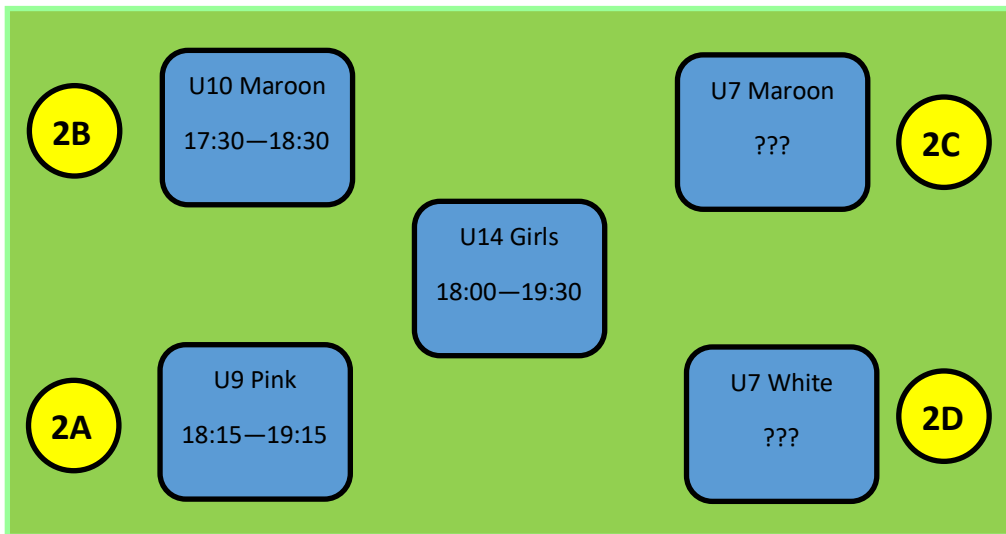 2B
U10 Maroon
17:30—18:30
U7 Maroon
???
2C
U14 Girls
18:00—19:30
2A
U9 Pink
18:15—19:15
U7 White
???
2D